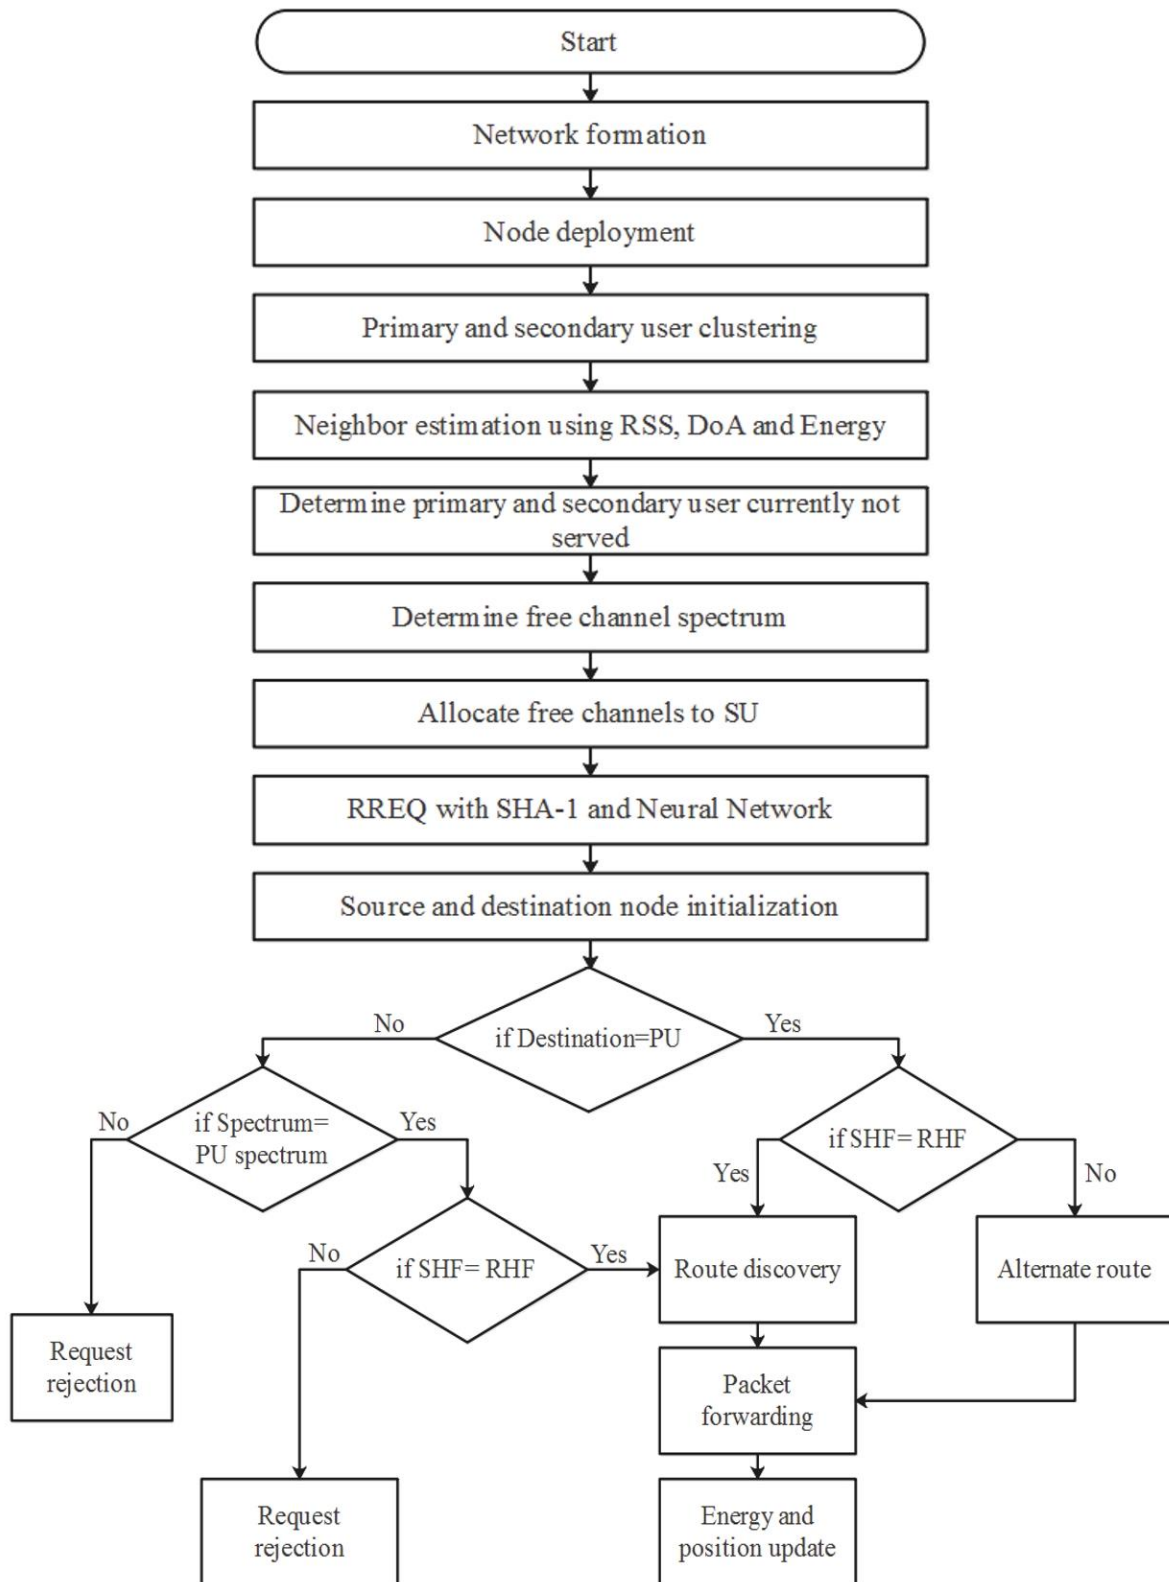 Start
Network formation
Node deployment
Primary and secondary user clustering
Neighbor estimation using RSS, DoA and Energy
Determine primary and secondary user currently not
served
Determine free channel spectrum
Allocate free channels to SU
RREQ with SHA-1 and Neural Network
Source and destination node initialization
No
if Destination=PU
Yes
No
if Spectrum=
PU spectrum
Yes
if SHF= RHF
Yes
No
No
if SHF= RHF
Yes
Route discovery
Alternate route
Request
rejection
Packet
forwarding
Request
rejection
Energy and
position update